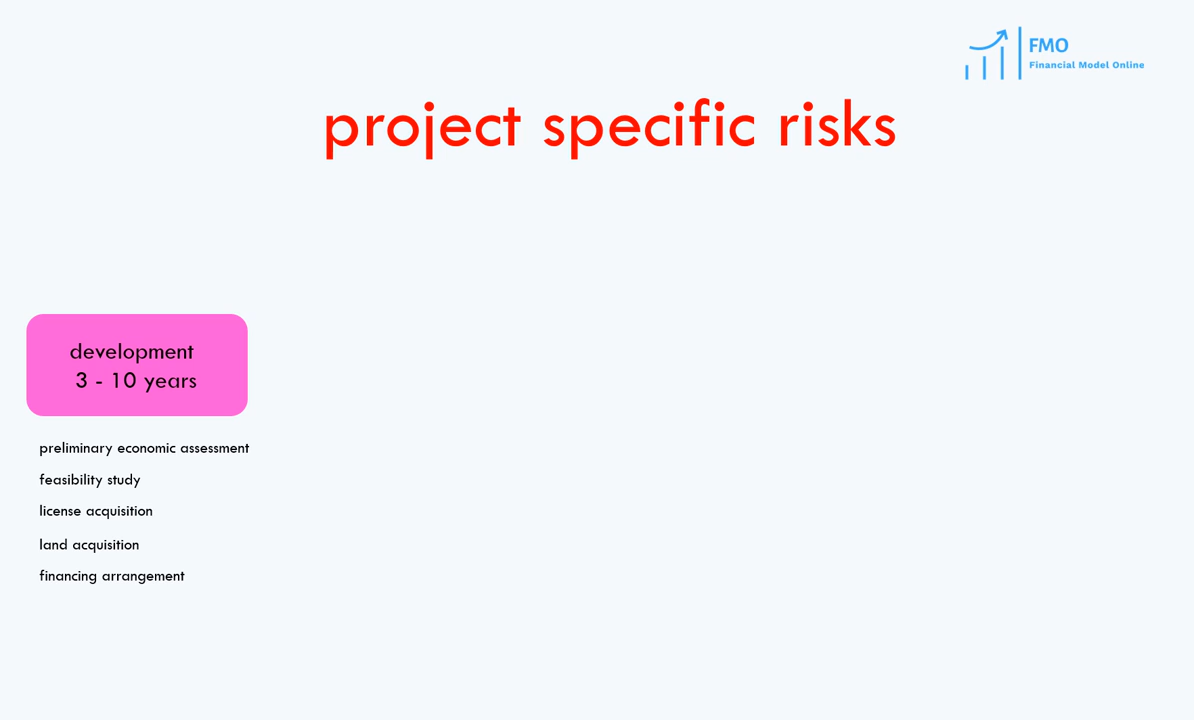 FMO
Financial Model Online
project specific risks
development
3 - 10 years
preliminary economic assessment
feasibility study
license acquisition
land acquisition
financing arrangement